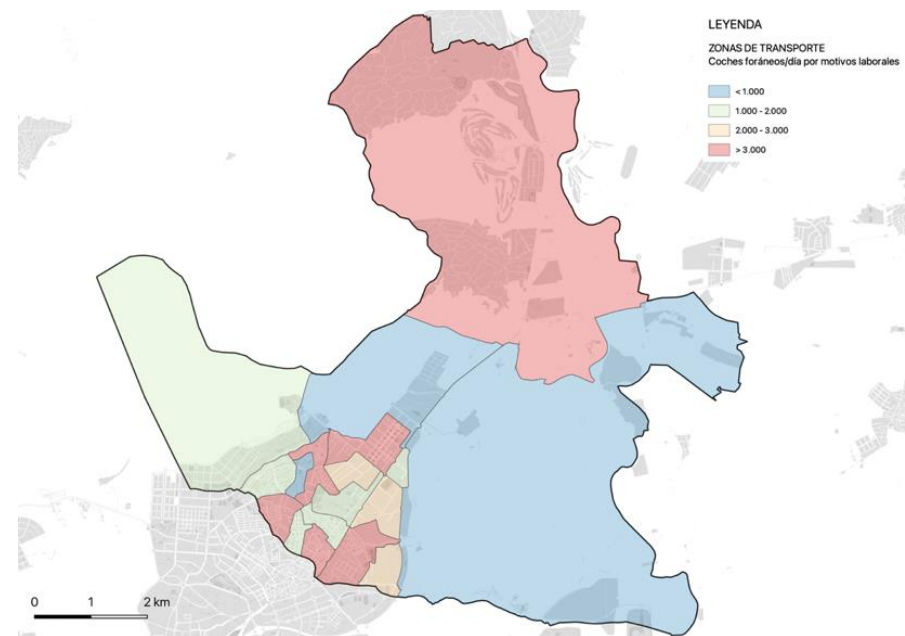 LEYENDA
ZONAS DE TRANSPORTE
Coches foráneos/día por motivos laborales
< 1.000
1.000 - 2.000
2.000 - 3.000
> 3.000
0 1 2 km